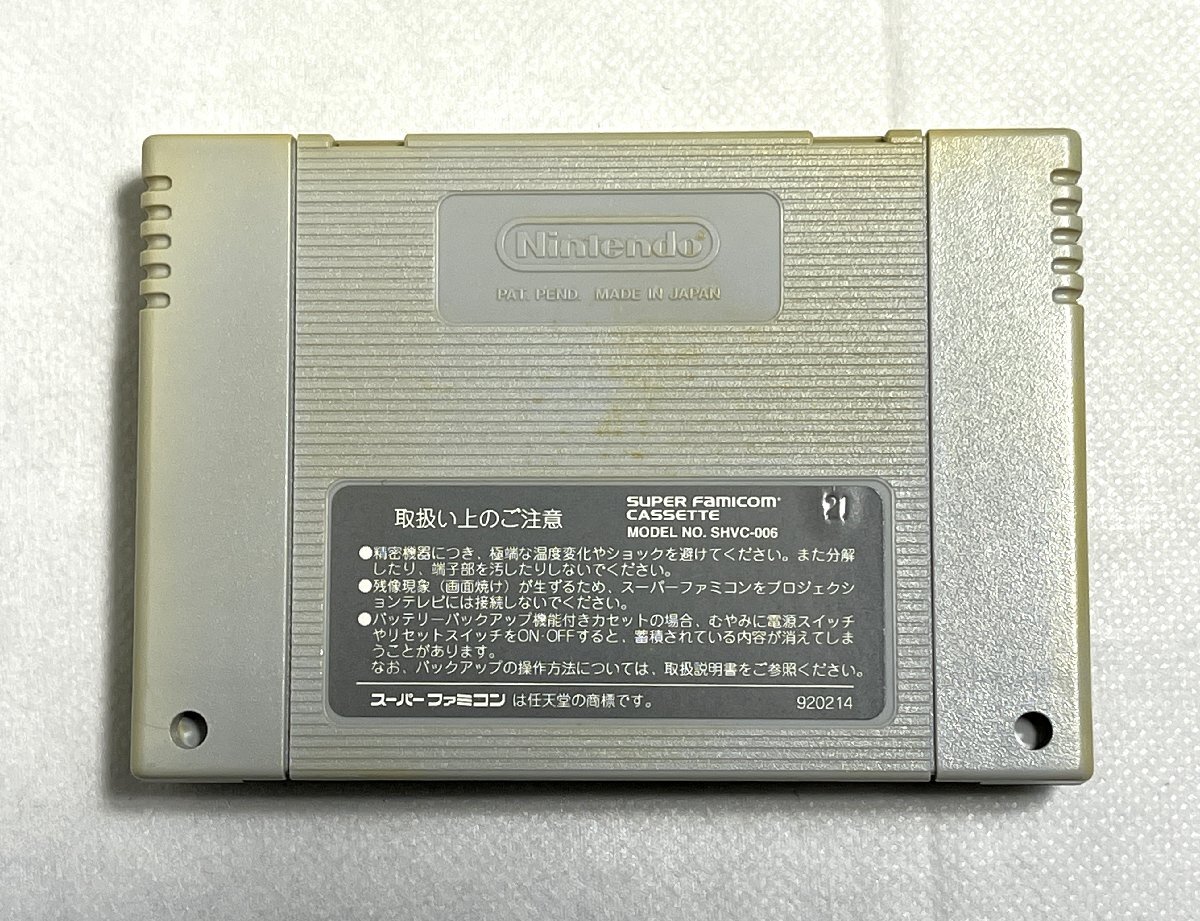 Nintendo
PAT. PEND. MADE IN JAPAN
取扱い上のご注意
SUPER FAMICOM
CASSETTE
MODEL NO. SHVC-006
21
●精密機器につき、極端な温度変化やショックを避けてください。また分解
したり、端子部を汚したりしないでください。
●残像現象（画面焼け）が生ずるため、スーパーファミコンをプロジェクシ
ョンテレビには接続しないでください。
●バッテリーバックアップ機能付きカセットの場合、むやみに電源スイッチ
やリセットスイッチをON·OFFすると、蓄積されている内容が消えてしま
うことがあります。
なお、バックアップの操作方法については、取扱説明書をご参照ください。
スーパーファミコン は任天堂の商標です。
920214